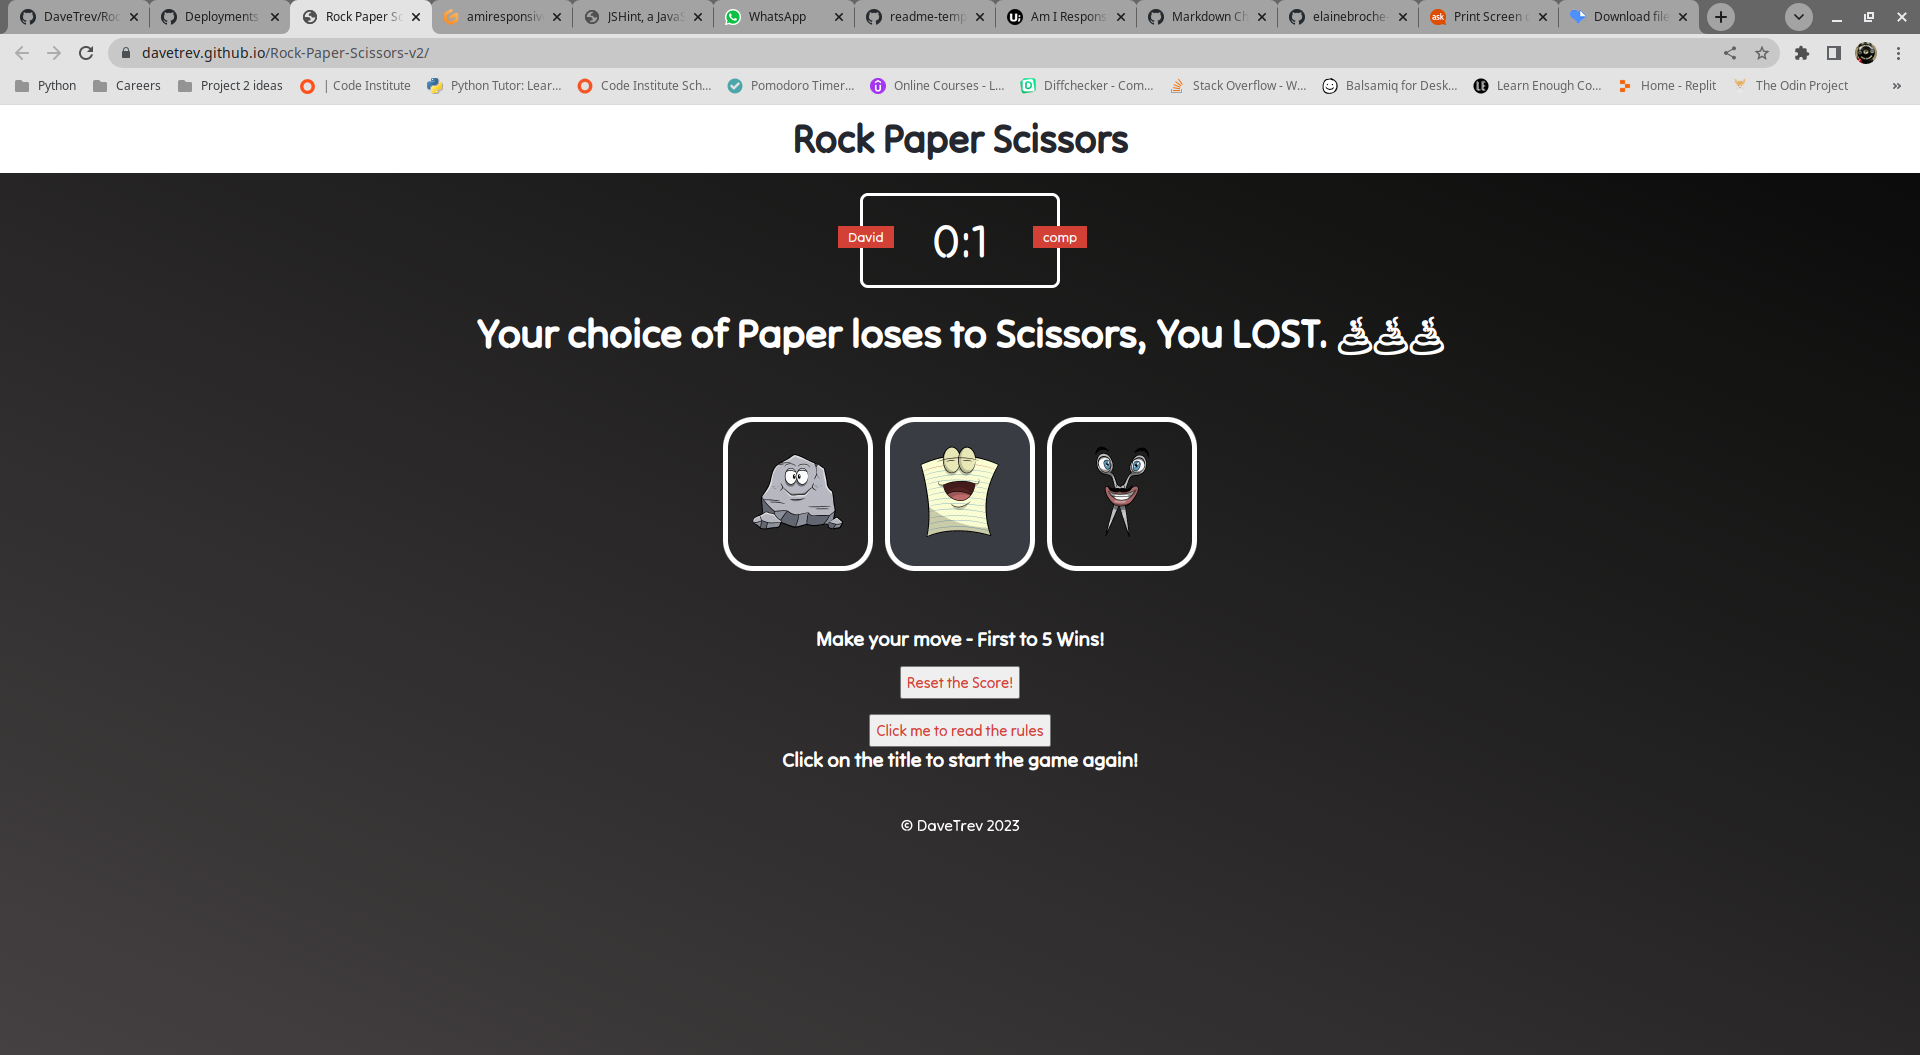 DaveTrev/Roc
Deployments
Rock Paper Sc
amiresponsiv
JSHint, a JavaS
WhatsApp
readme-temp
Am I Respons
Markdown Ch
elainebroche-
Print Screen o
Download file
davetrev.github.io/Rock-Paper-Scissors-v2/
Python
Careers
Project 2 ideas
| Code Institute
Python Tutor: Lear...
Code Institute Sch...
Pomodoro Timer...
Online Courses - L...
Diffchecker - Com...
Stack Overflow - W...
Balsamiq for Desk...
Learn Enough Co...
Home - Replit
The Odin Project
»
Rock Paper Scissors
David
0:1
comp
Your choice of Paper loses to Scissors, You LOST. 💩💩💩
Make your move - First to 5 Wins!
Reset the Score!
Click me to read the rules
Click on the title to start the game again!
© DaveTrev 2023